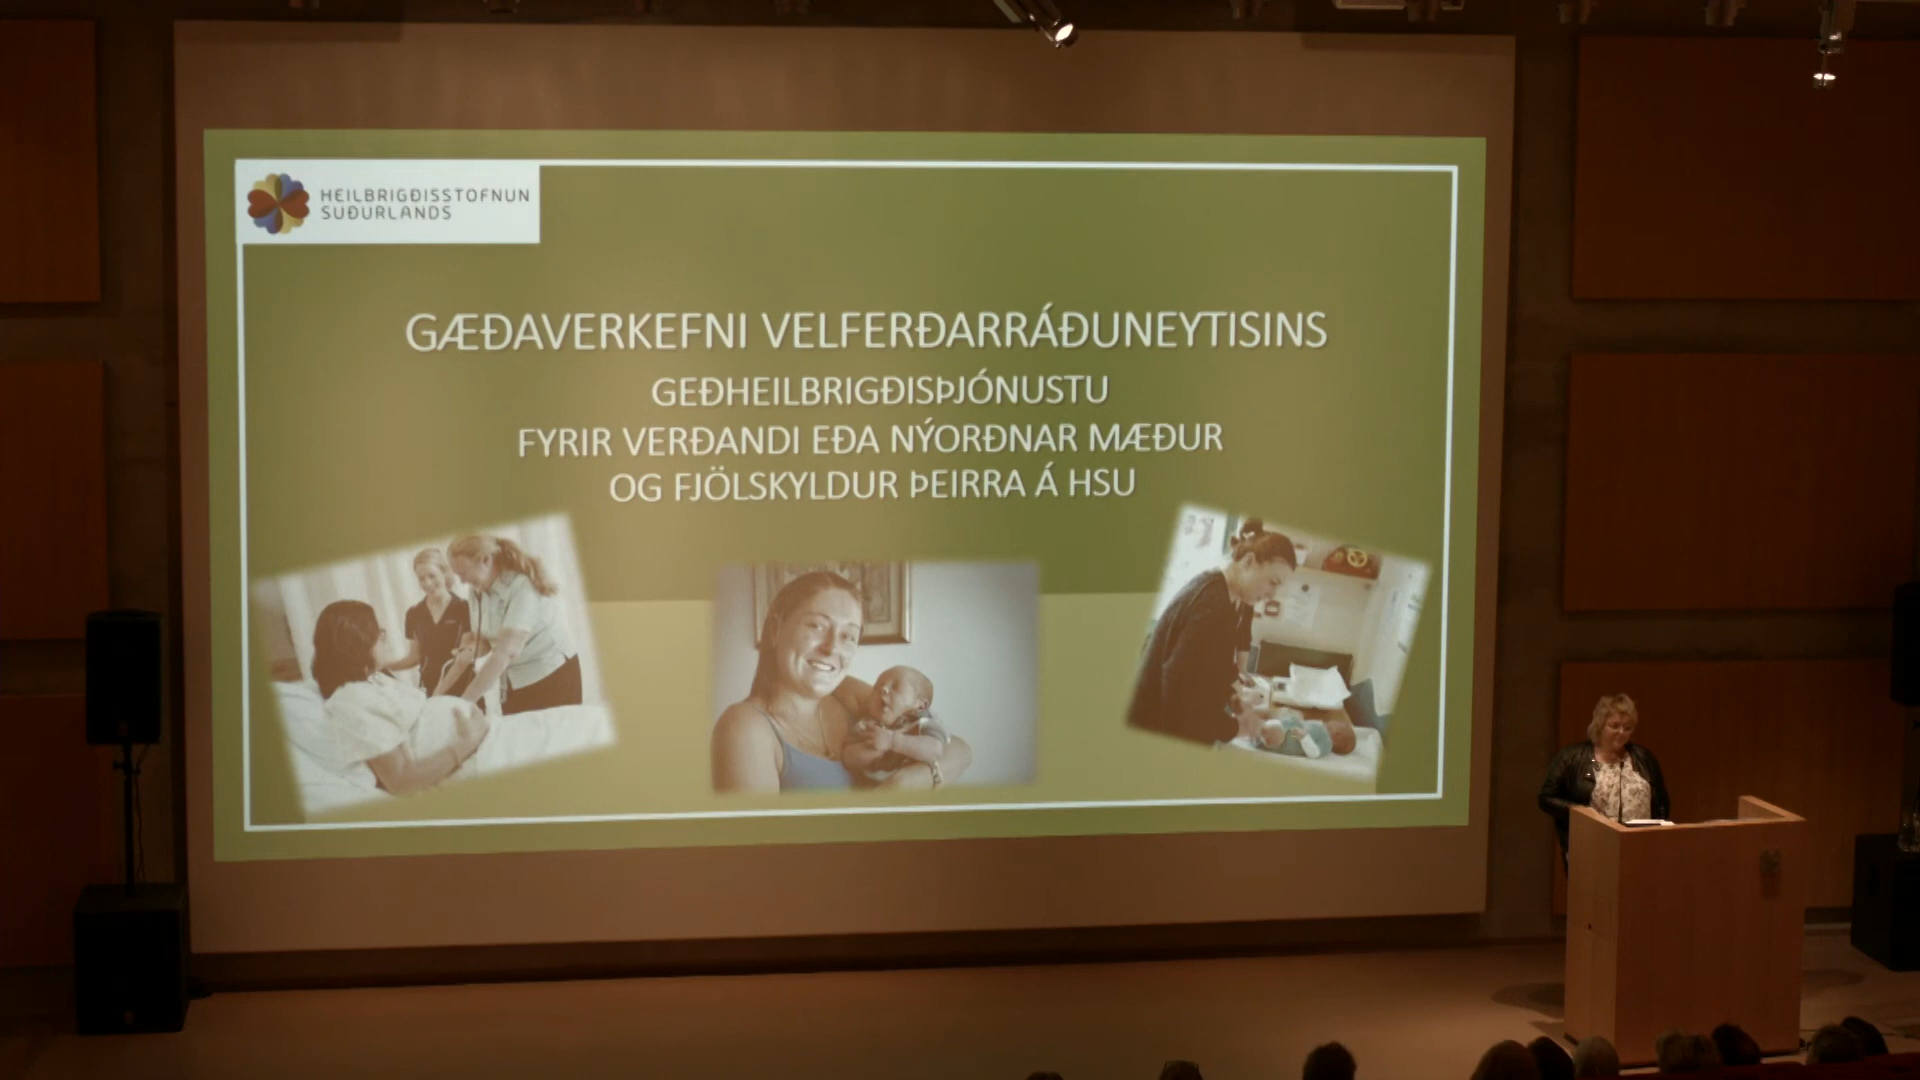 HEILBRIGÐISSTOFNUN
SUÐURLANDS
GÆÐAVERKEFNI VELFERÐARRÁÐUNEYTISINS
GEÐHEILBRIGÐISÞJÓNUSTU
FYRIR VERÐANDI EÐA NÝORÐNAR MÆÐUR
OG FJÖLSKYLDUR ÞEIRRA Á HSU